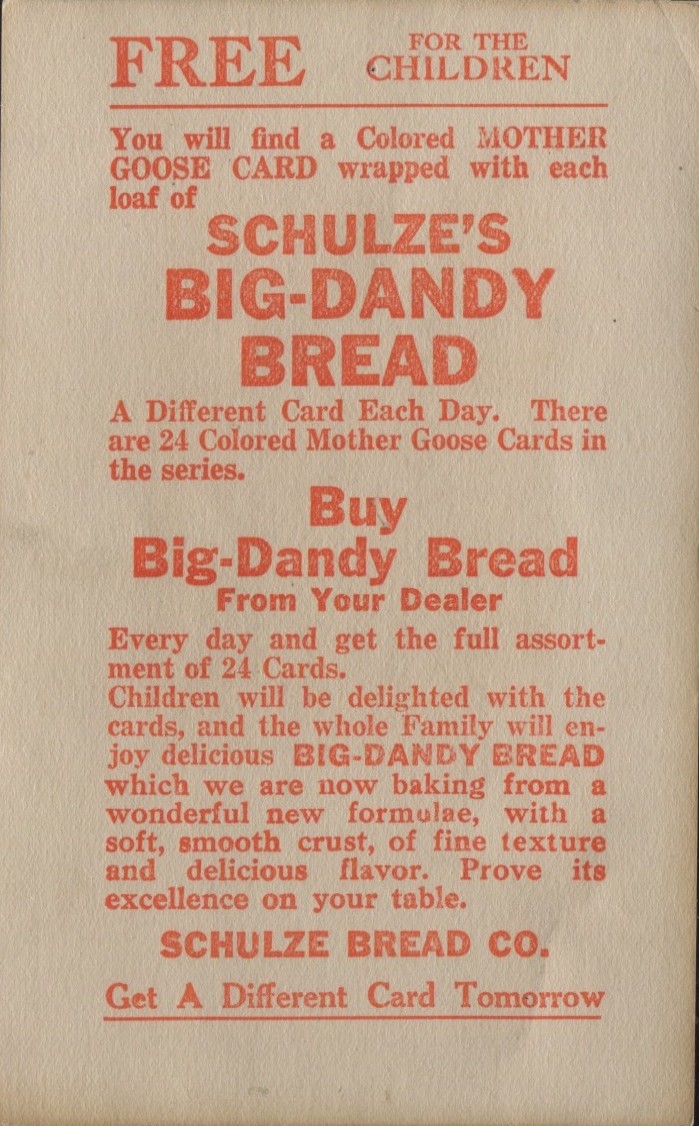 FREE FOR THE
CHILDREN
You will find a Colored MOTHER
GOOSE CARD wrapped with each
loaf of
SCHULZE'S
BIG-DANDY
BREAD
A Different Card Each Day. There
are 24 Colored Mother Goose Cards in
the series.
Buy
Big-Dandy Bread
From Your Dealer
Every day and get the full assort-
ment of 24 Cards.
Children will be delighted with the
cards, and the whole Family will en-
joy delicious BIG-DANDY BREAD
which we are now baking from a
wonderful new formulae, with a
soft, smooth crust, of fine texture
and delicious flavor. Prove its
excellence on your table.
SCHULZE BREAD CO.
Get A Different Card Tomorrow